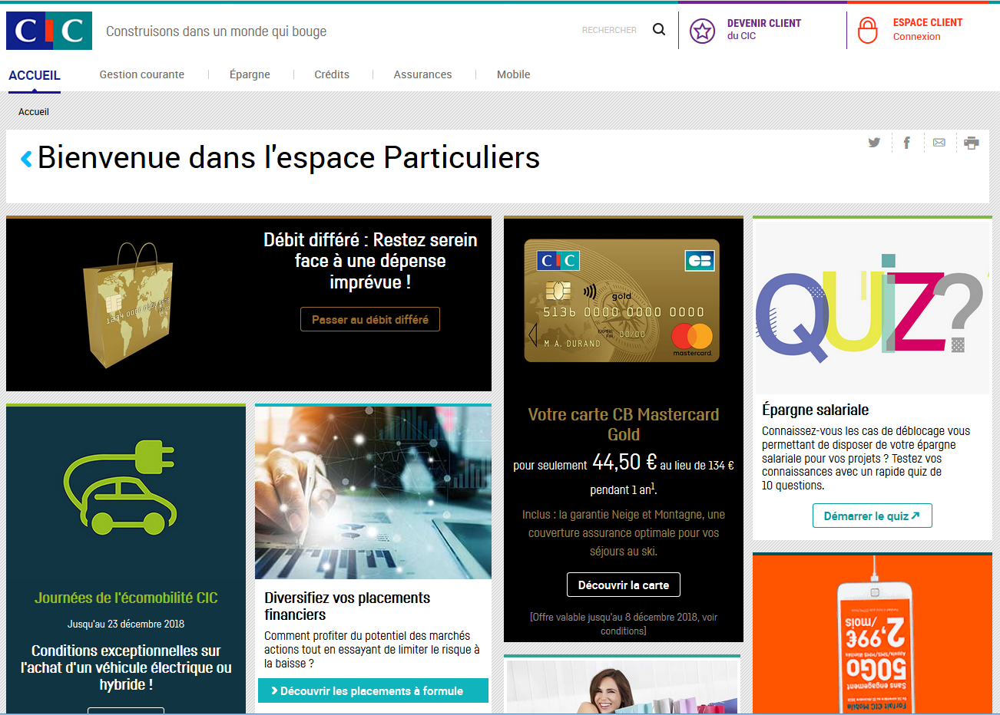 CIC
Construisons dans un monde qui bouge
RECHERCHER
DEVENIR CLIENT
du CIC
ESPACE CLIENT
Connexion
ACCUEIL
Gestion courante
Épargne
Crédits
Assurances
Mobile
Accueil
Bienvenue dans l'espace Particuliers
1234 0000 0000
Débit différé : Restez serein
face à une dépense
imprévue !
Passer au débit différé
CIC
CB
gold
5136 0000 0000 0000
EXPIRE
FIN
00/00
M A. DURAND
mastercard.
Votre carte CB Mastercard
Gold
pour seulement 44,50 € au lieu de 134 €
pendant 1 an¹.
Inclus : la garantie Neige et Montagne, une
couverture assurance optimale pour vos
séjours au ski.
Découvrir la carte
[Offre valable jusqu'au 8 décembre 2018, voir
conditions]
QUIZ?
Épargne salariale
Connaissez-vous les cas de déblocage vous
permettant de disposer de votre épargne
salariale pour vos projets ? Testez vos
connaissances avec un rapide quiz de
10 questions.
Démarrer le quiz
Journées de l'écomobilité CIC
Jusqu'au 23 décembre 2018
Conditions exceptionnelles sur
l'achat d'un véhicule électrique ou
hybride !
Diversifiez vos placements
financiers
Comment profiter du potentiel des marchés
actions tout en essayant de limiter le risque à
la baisse ?
Découvrir les placements à formule
Forfait CIC Mobile
Sans engagement
50Go
Appels/SMS/MMS illimités
2,99€
/mois